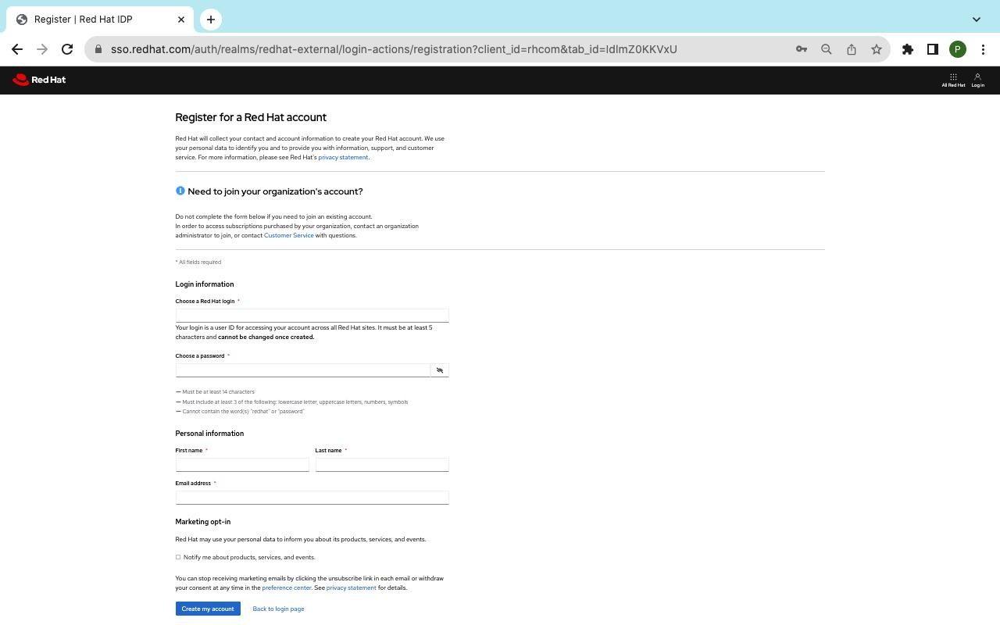 Register | Red Hat IDP
sso.redhat.com/auth/realms/redhat-external/login-actions/registration?client_id=rhcom&tab_id=ldlmZ0KKVxU
P
Red Hat
All Red Hat
Log in
Register for a Red Hat account
Red Hat will collect your contact and account information to create your Red Hat account. We use
your personal data to identify you and to provide you with information, support, and customer
service. For more information, please see Red Hat's privacy statement.
Need to join your organization's account?
Do not complete the form below if you need to join an existing account.
In order to access subscriptions purchased by your organization, contact an organization
administrator to join, or contact Customer Service with questions.
* All fields required
Login information
Choose a Red Hat login *
Your login is a user ID for accessing your account across all Red Hat sites. It must be at least 5
characters and cannot be changed once created.
Choose a password *
Must be at least 14 characters
Must include at least 3 of the following: lowercase letter, uppercase letters, numbers, symbols
Cannot contain the word(s) "redhat" or "password"
Personal information
First name *
Last name *
Email address *
Marketing opt-in
Red Hat may use your personal data to inform you about its products, services, and events.
Notify me about products, services, and events.
You can stop receiving marketing emails by clicking the unsubscribe link in each email or withdraw
your consent at any time in the preference center. See privacy statement for details.
Create my account
Back to login page